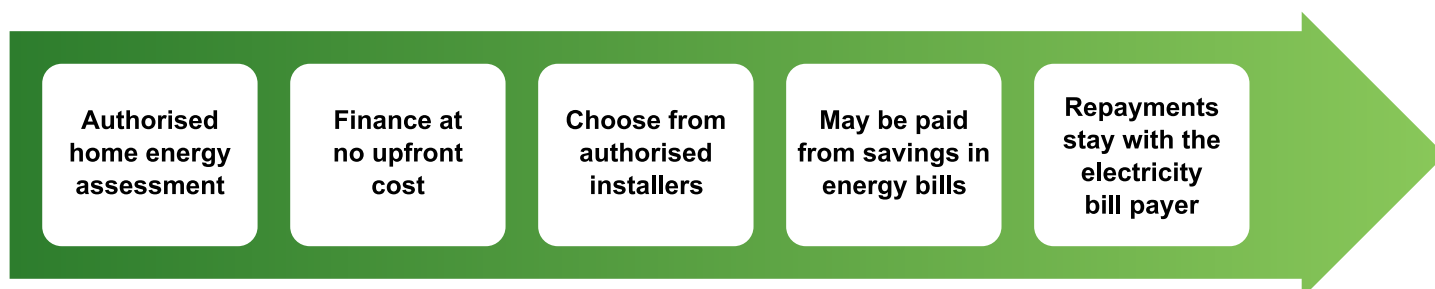 Authorised
home energy
assessment
Finance at
no upfront
cost
Choose from
authorised
installers
May be paid
from savings in
energy bills
Repayments
stay with the
electricity
bill payer